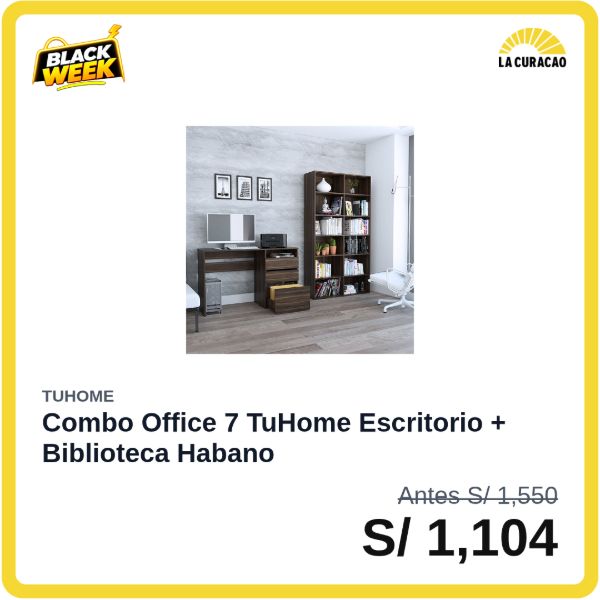 BLACK
WEEK
LA CURACAO
TUHOME
Combo Office 7 TuHome Escritorio +
Biblioteca Habano
Antes S/ 1,550
S/ 1,104